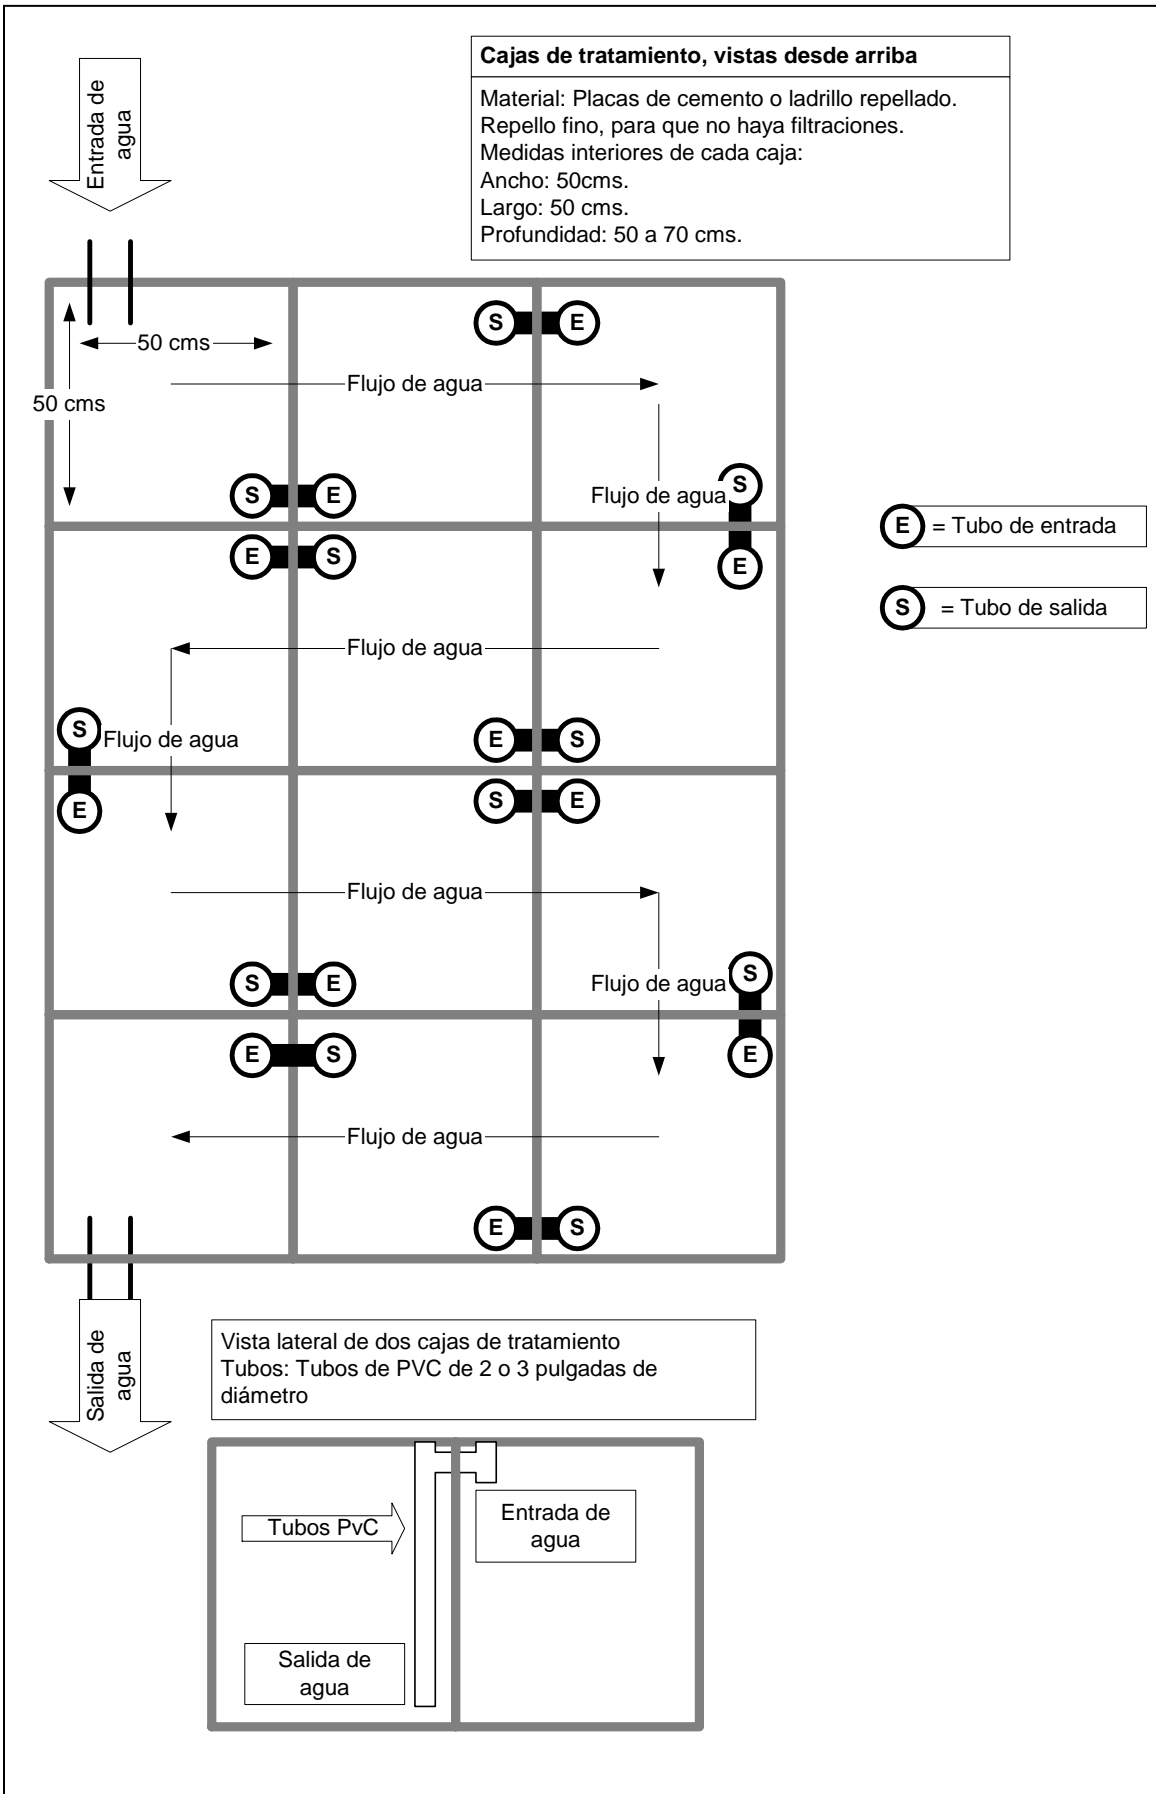 Cajas de tratamiento, vistas desde arriba
Material: Placas de cemento o ladrillo repellado.
Repello fino, para que no haya filtraciones.
Medidas interiores de cada caja:
Ancho: 50cms.
Largo: 50 cms.
Profundidad: 50 a 70 cms.
Entrada de
agua
S E
50 cms
Flujo de agua
50 cms
S
Flujo de agua
S E
E = Tubo de entrada
E S
E
S = Tubo de salida
Flujo de agua
S
Flujo de agua
E S
S E
E
Flujo de agua
S
S E
Flujo de agua
E S
E
Flujo de agua
E S
Salida de
agua
Vista lateral de dos cajas de tratamiento
Tubos: Tubos de PVC de 2 o 3 pulgadas de
diámetro
Tubos PvC
Entrada de
agua
Salida de
agua